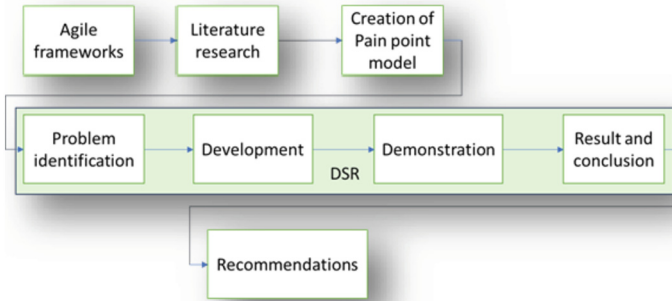 Agile
frameworks
Literature
research
Creation of
Pain point
model
Problem
identification
Development
Demonstration
Result and
conclusion
DSR
Recommendations